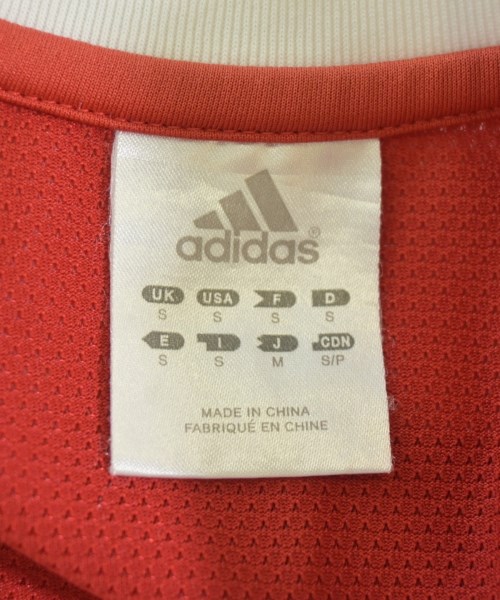 adidas®
UK USA F D
S S S S
E I J CDN
S S M S/P
MADE IN CHINA
FABRIQUÉ EN CHINE